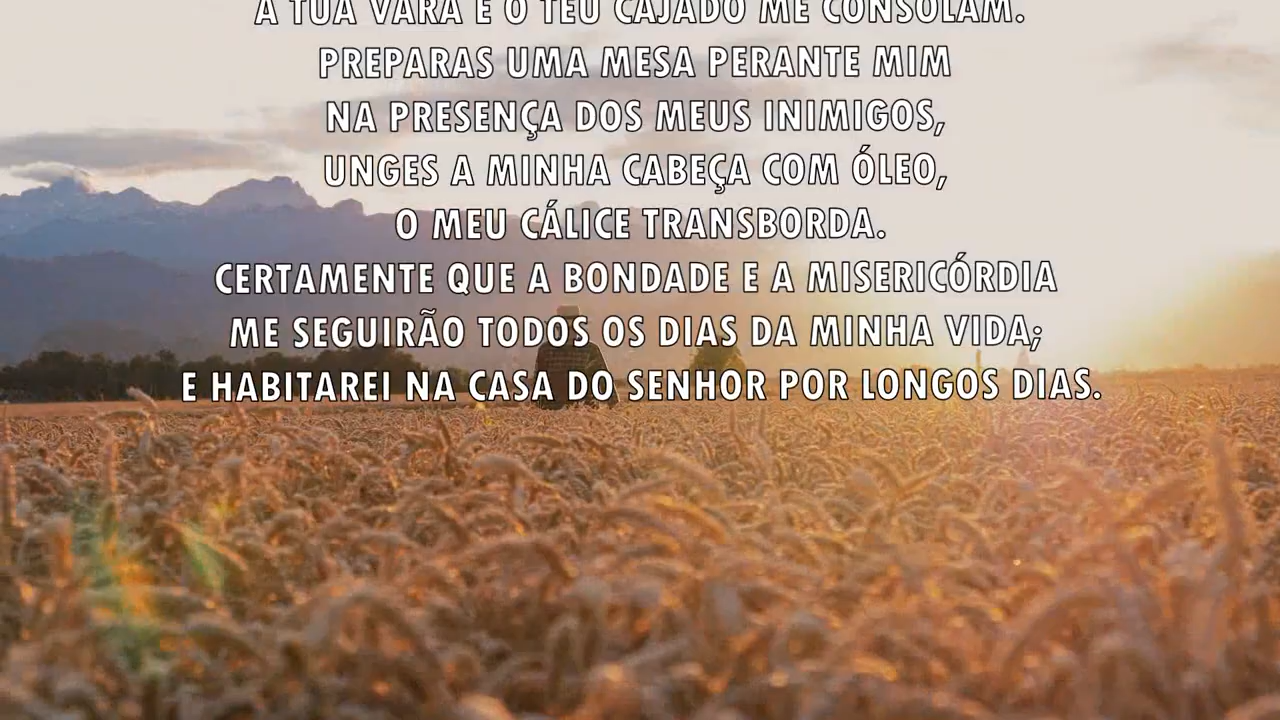 A TUA VARA E O TEU CAJADO ME CONSOLAM.
PREPARAS UMA MESA PERANTE MIM
NA PRESENÇA DOS MEUS INIMIGOS,
UNGES A MINHA CABEÇA COM ÓLEO,
O MEU CÁLICE TRANSBORDA.
CERTAMENTE QUE A BONDADE E A MISERICÓRDIA
ME SEGUIRÃO TODOS OS DIAS DA MINHA VIDA;
E HABITAREI NA CASA DO SENHOR POR LONGOS DIAS.